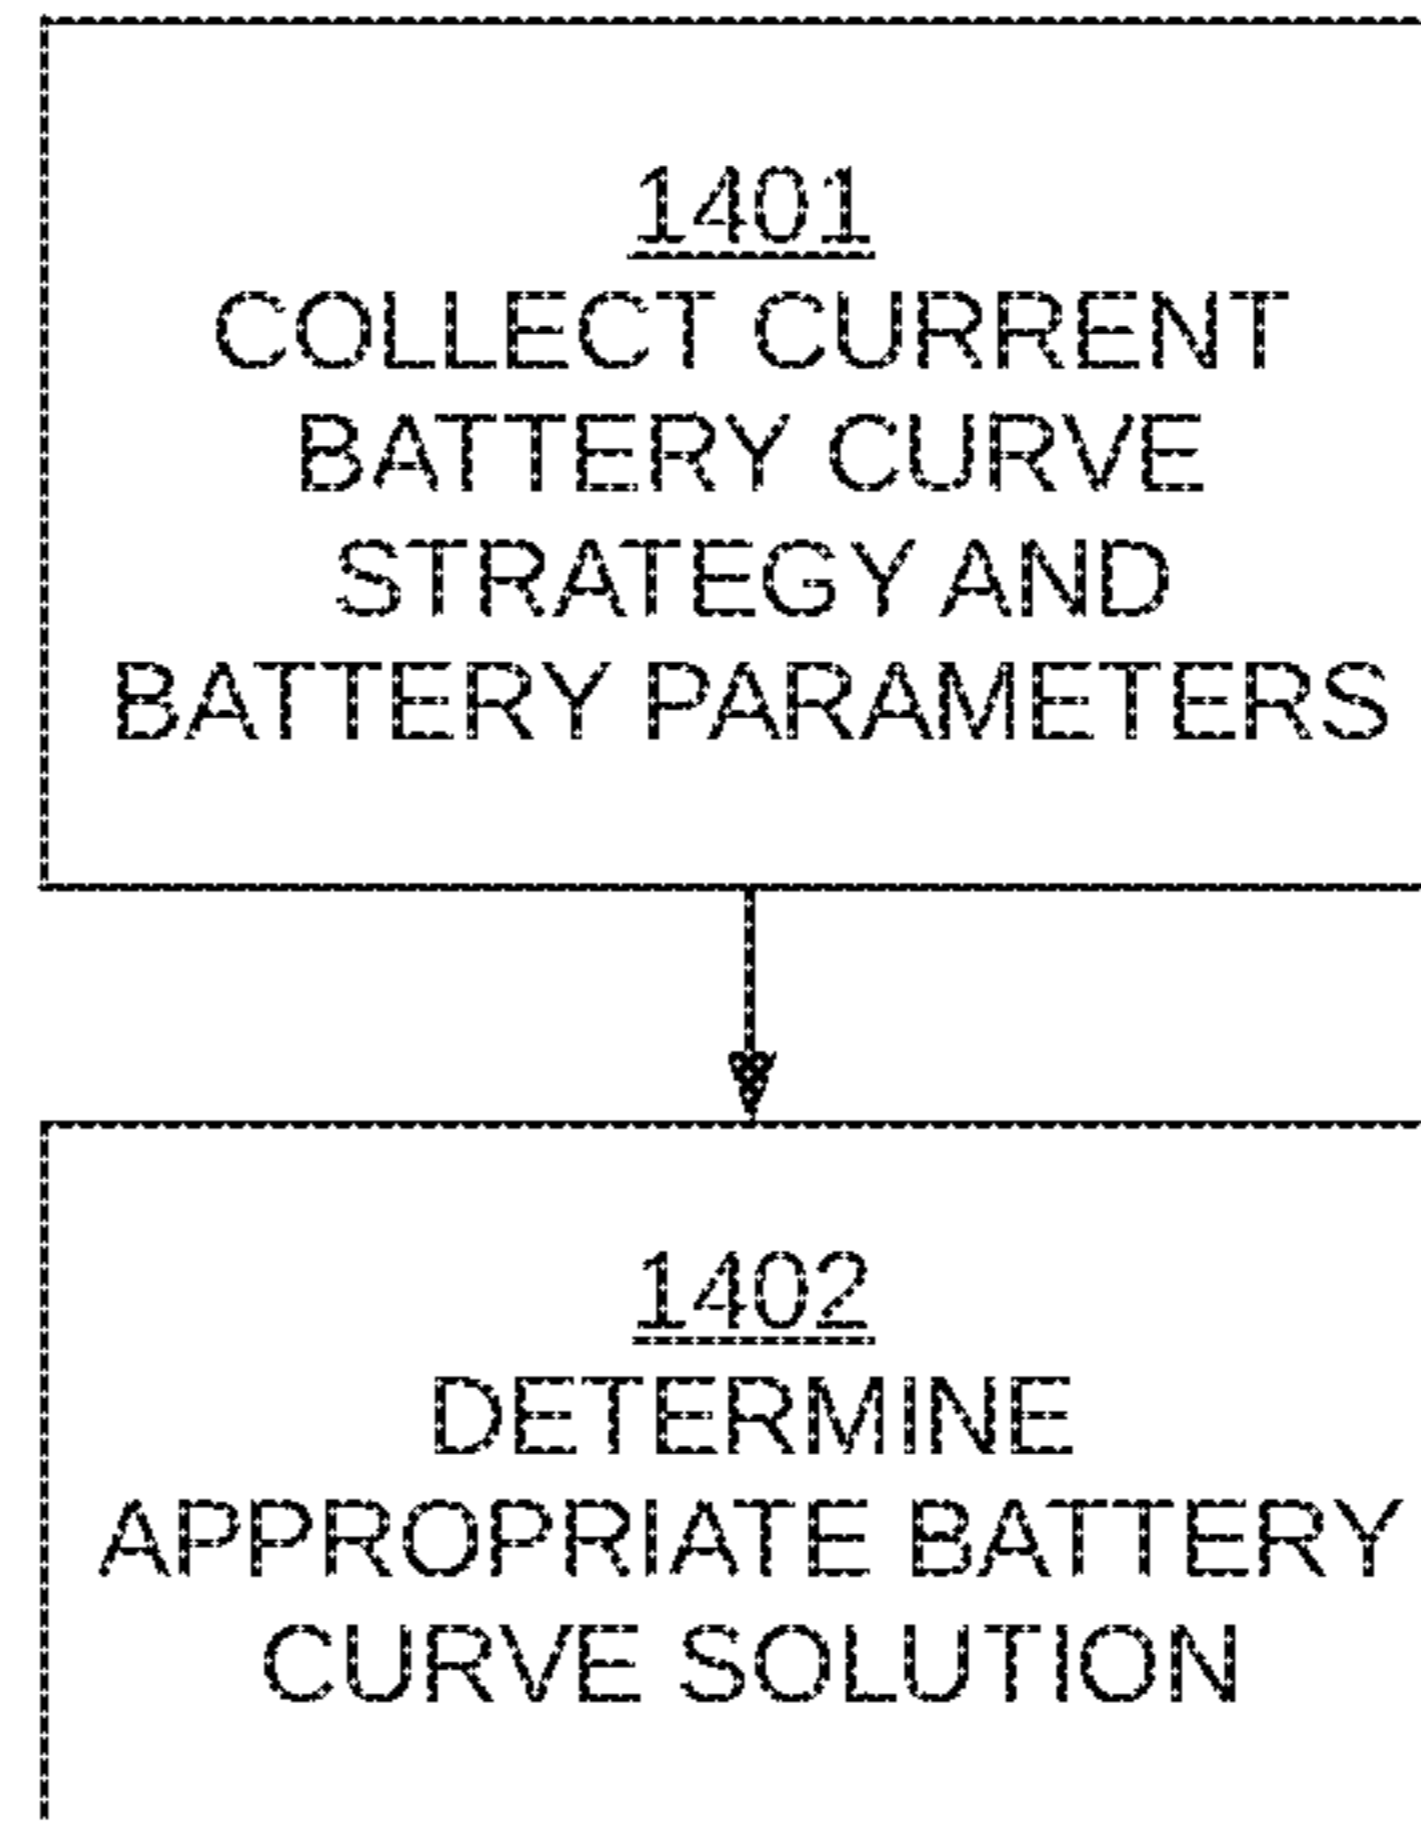 1401
COLLECT CURRENT
BATTERY CURVE
STRATEGY AND
BATTERY PARAMETERS
1402
DETERMINE
APPROPRIATE BATTERY
CURVE SOLUTION